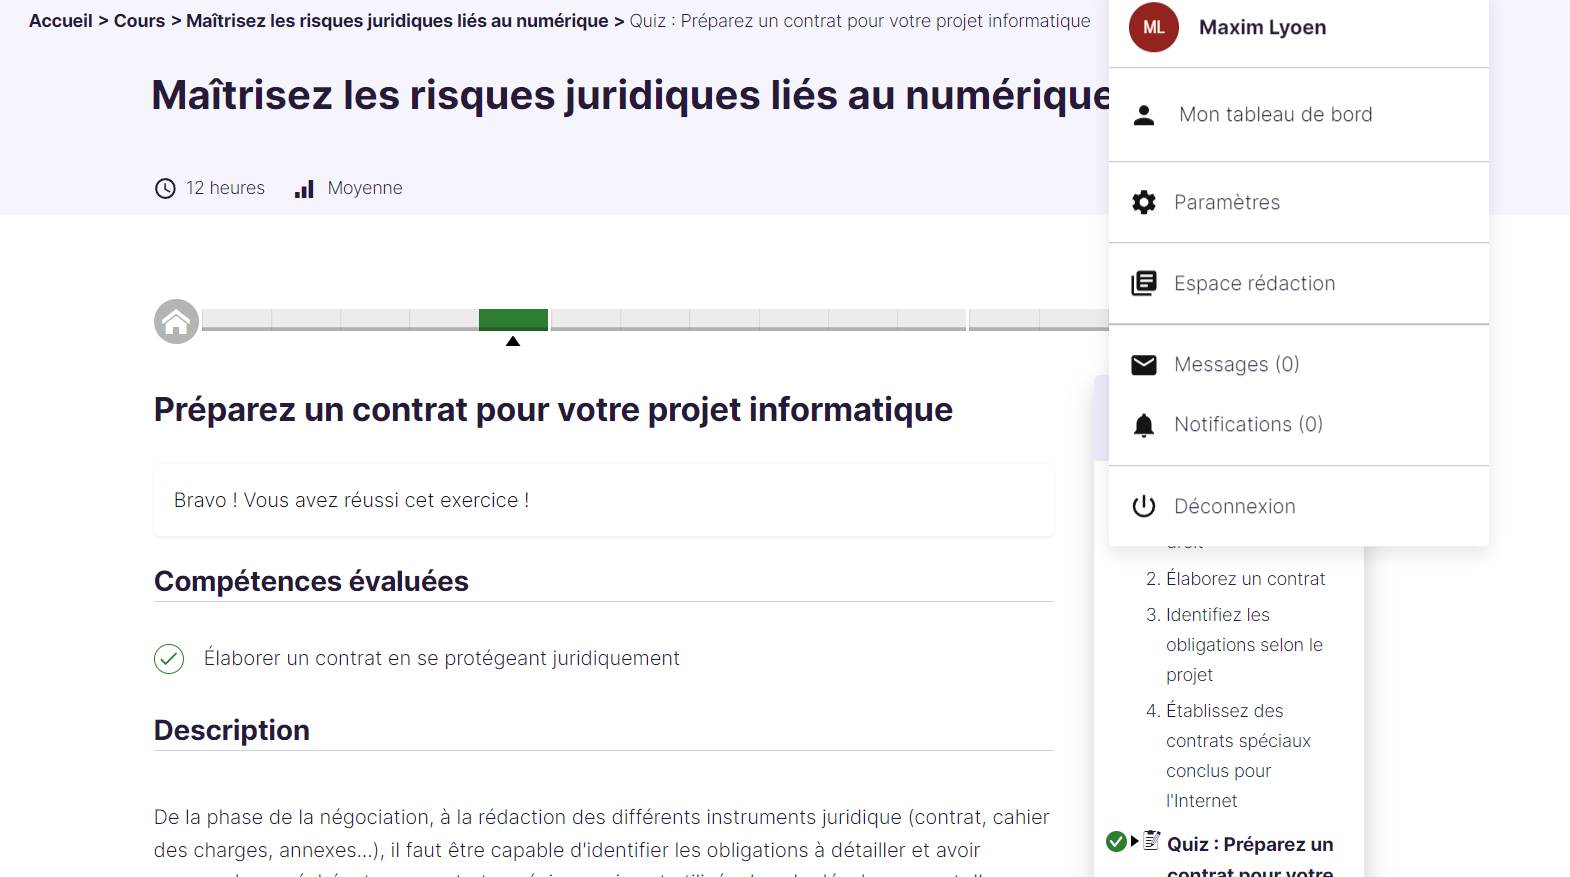 Accueil > Cours > Maîtrisez les risques juridiques liés au numérique > Quiz : Préparez un contrat pour votre projet informatique
Maîtrisez les risques juridiques liés au numérique
12 heures
Moyenne
ML
Maxim Lyoen
Mon tableau de bord
Paramètres
Espace rédaction
Messages (0)
Notifications (0)
Déconnexion
Préparez un contrat pour votre projet informatique
Bravo ! Vous avez réussi cet exercice !
Compétences évaluées
Élaborer un contrat en se protégeant juridiquement
Description
De la phase de la négociation, à la rédaction des différents instruments juridique (contrat, cahier
des charges, annexes...), il faut être capable d'identifier les obligations à détailler et avoir
2. Élaborez un contrat
3. Identifiez les
obligations selon le
projet
4. Établissez des
contrats spéciaux
conclus pour
l'Internet
Quiz : Préparez un
contrat pour votre